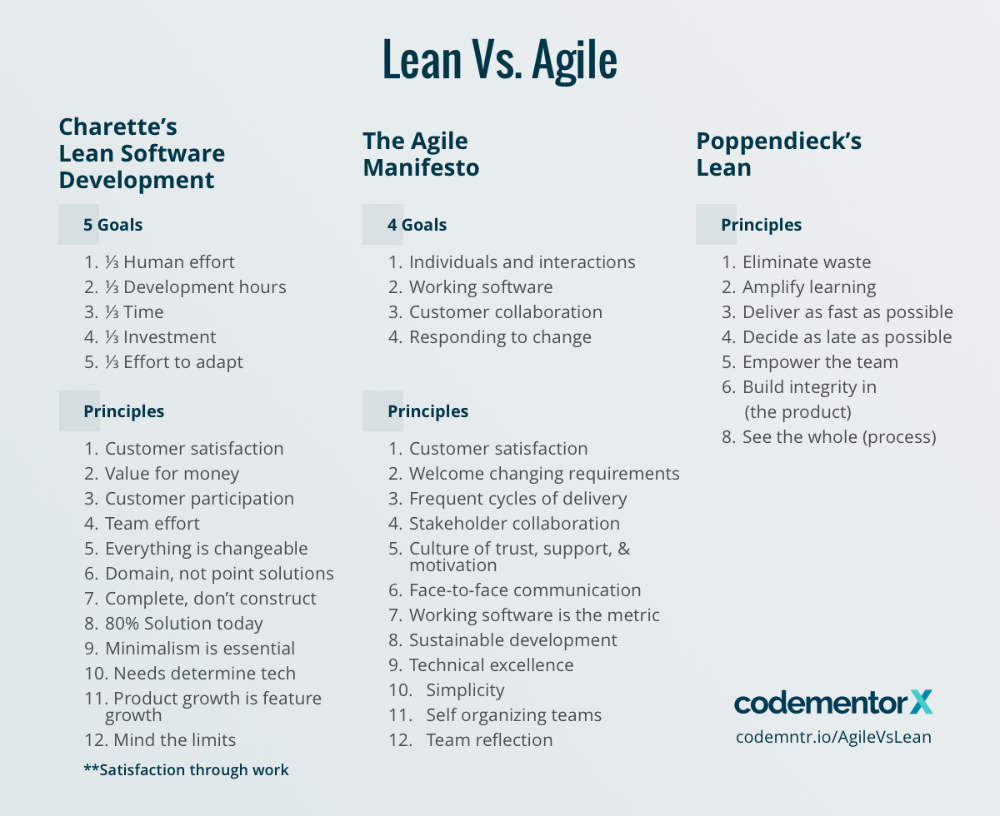 Lean Vs. Agile
Charette's
Lean Software
Development
5 Goals
1. ⅓ Human effort
2. ⅓ Development hours
3. ⅓ Time
4. ⅓ Investment
5. ⅓ Effort to adapt
Principles
1. Customer satisfaction
2. Value for money
3. Customer participation
4. Team effort
5. Everything is changeable
6. Domain, not point solutions
7. Complete, don't construct
8. 80% Solution today
9. Minimalism is essential
10. Needs determine tech
11. Product growth is feature
growth
12. Mind the limits
**Satisfaction through work
The Agile
Manifesto
4 Goals
1. Individuals and interactions
2. Working software
3. Customer collaboration
4. Responding to change
Principles
1. Customer satisfaction
2. Welcome changing requirements
3. Frequent cycles of delivery
4. Stakeholder collaboration
5. Culture of trust, support, &
motivation
6. Face-to-face communication
7. Working software is the metric
8. Sustainable development
9. Technical excellence
10. Simplicity
11. Self organizing teams
12. Team reflection
Poppendieck's
Lean
Principles
1. Eliminate waste
2. Amplify learning
3. Deliver as fast as possible
4. Decide as late as possible
5. Empower the team
6. Build integrity in
(the product)
8. See the whole (process)
codementorX
codemntr.io/AgileVsLean